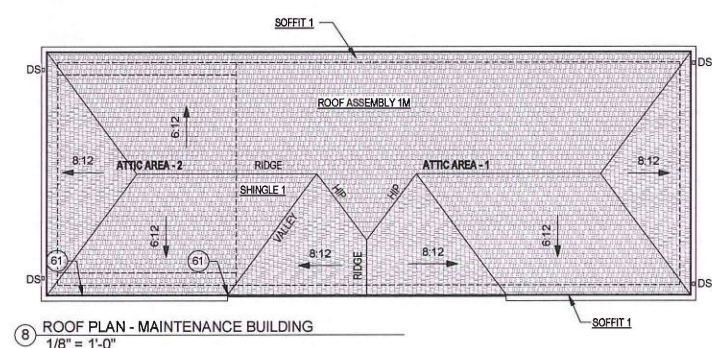 SOFFIT 1
DS
DS
ROOF ASSEMBLY 1M
6:12
8:12
ATTIC AREA - 2
RIDGE
ATTIC AREA - 1
8:12
SHINGLE 1
HIP
HIP
VALLEY
6:12
6:12
8:12
8:12
RIDGE
61
61
DS
DS
SOFFIT 1
8
ROOF PLAN - MAINTENANCE BUILDING
1/8" = 1'-0"